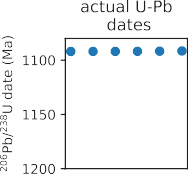 actual U-Pb
dates
²⁰⁶Pb/²³⁸U date (Ma)
1100
1150
1200